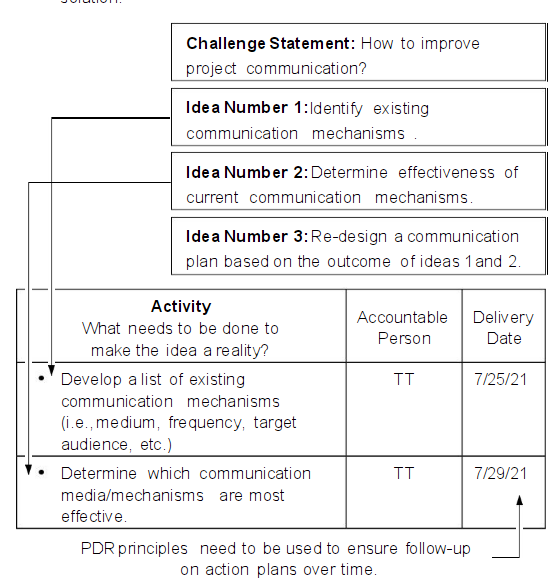 solution.
Challenge Statement: How to improve
project communication?
Idea Number 1: Identify existing
communication mechanisms .
Idea Number 2: Determine effectiveness of
current communication mechanisms.
Idea Number 3: Re-design a communication
plan based on the outcome of ideas 1 and 2.
Activity
What needs to be done to
make the idea a reality?
Accountable
Person
Delivery
Date
• Develop a list of existing
communication mechanisms
(i.e., medium, frequency, target
audience, etc.)
TT
7/25/21
• Determine which communication
media/mechanisms are most
effective.
TT
7/29/21
PDR principles need to be used to ensure follow-up
on action plans over time.